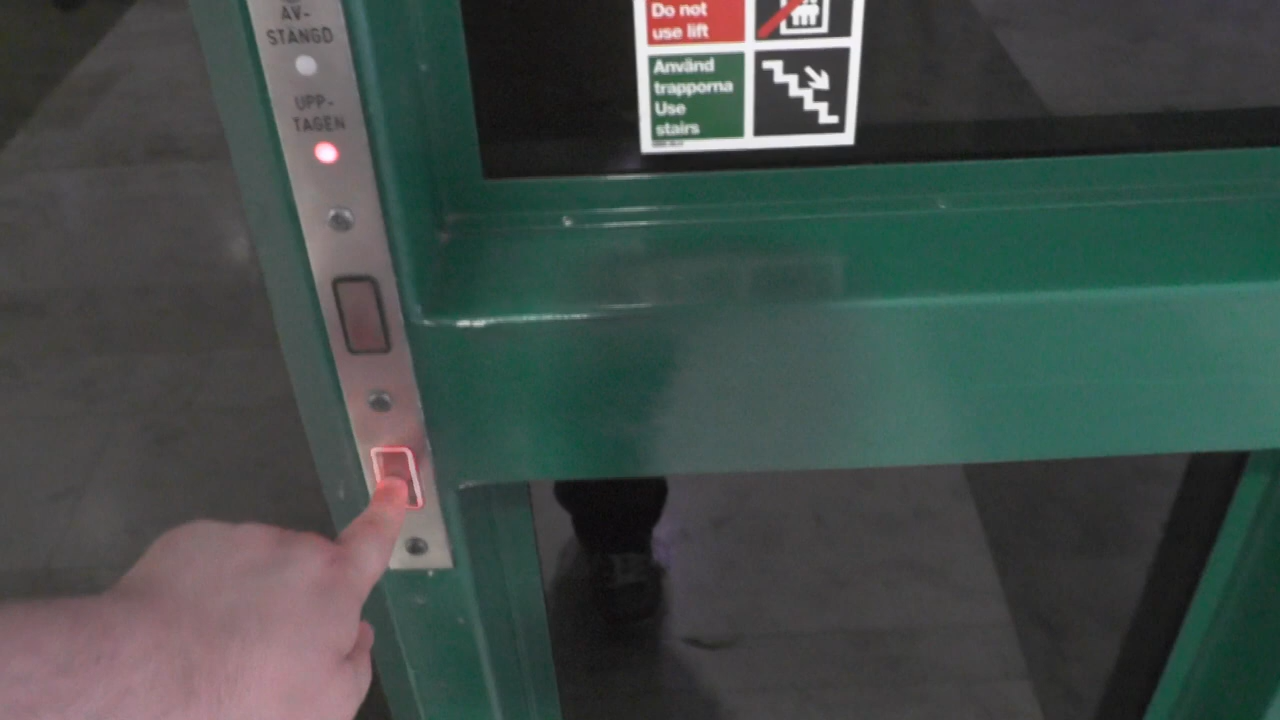 AV-
STÄNGD
UPP-
TAGEN
Do not
use lift
Använd
trapporna
Use
stairs